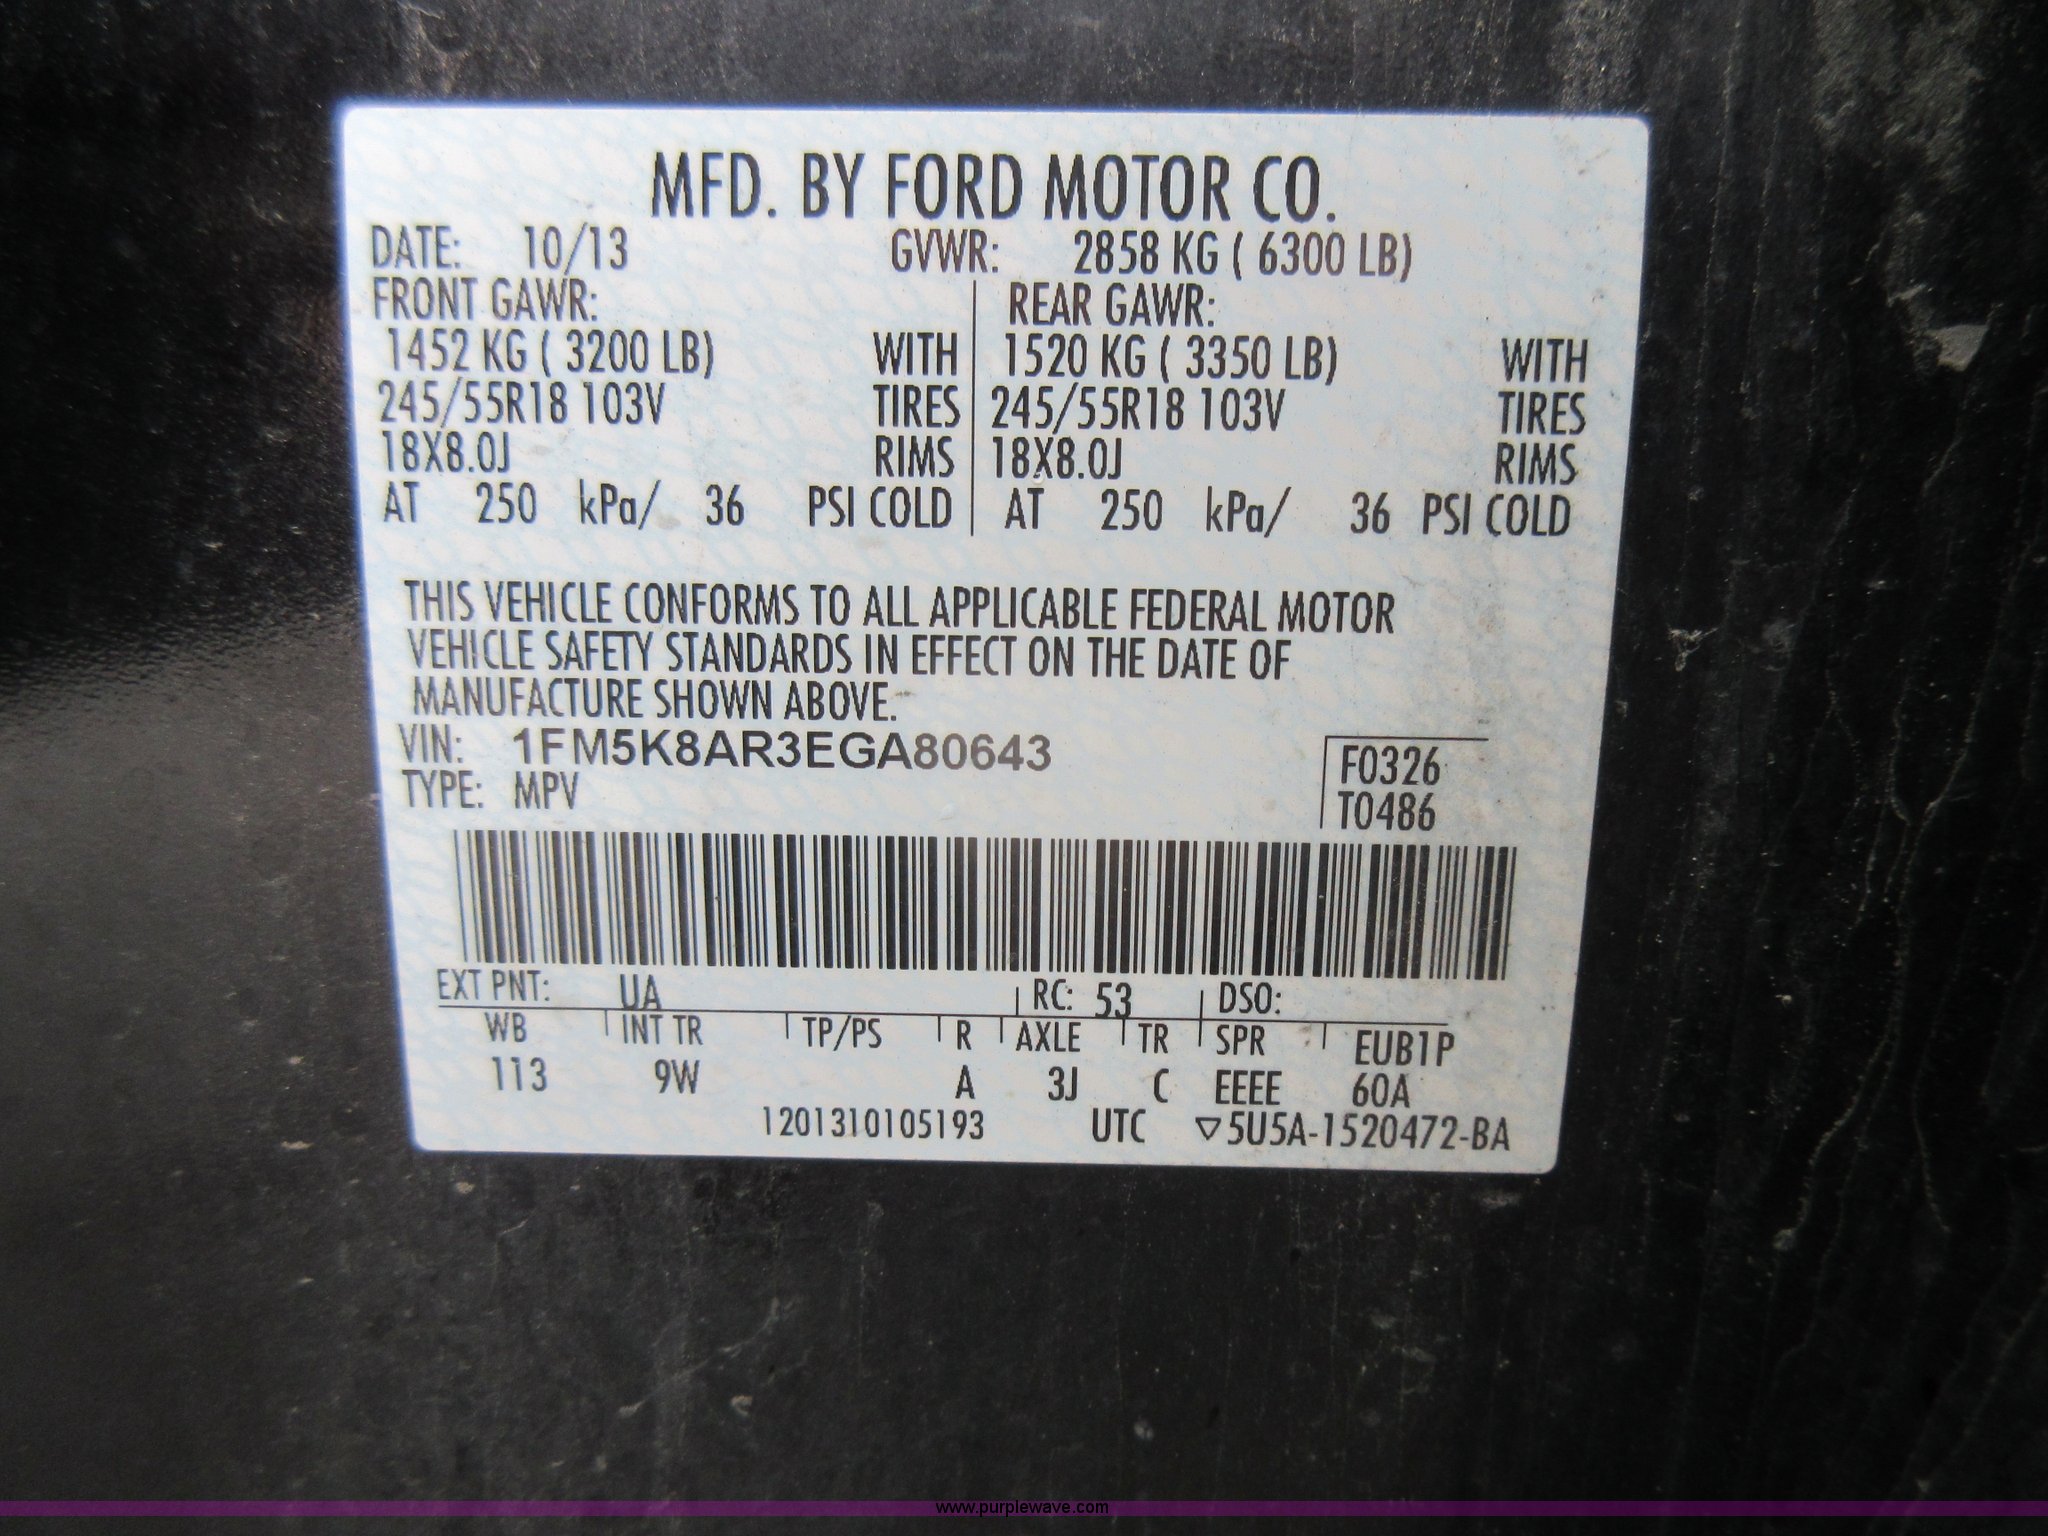 MFD. BY FORD MOTOR CO.
DATE: 10/13 GVWR: 2858 KG ( 6300 LB)
FRONT GAWR: REAR GAWR:
1452 KG ( 3200 LB) WITH 1520 KG ( 3350 LB) WITH
245/55R18 103V TIRES 245/55R18 103V TIRES
18X8.0J RIMS 18X8.0J RIMS
AT 250 kPa/ 36 PSI COLD AT 250 kPa/ 36 PSI COLD
THIS VEHICLE CONFORMS TO ALL APPLICABLE FEDERAL MOTOR
VEHICLE SAFETY STANDARDS IN EFFECT ON THE DATE OF
MANUFACTURE SHOWN ABOVE.
VIN: 1FM5K8AR3EGA80643
F0326
TYPE: MPV
T0486
EXT PNT: UA RC: 53 DSO:
WB INT TR TP/PS R AXLE TR SPR EUB1P
113 9W A 3J C EEEE 60A
1201310105193 UTC ▽5U5A-1520472-BA
www.purplewave.com